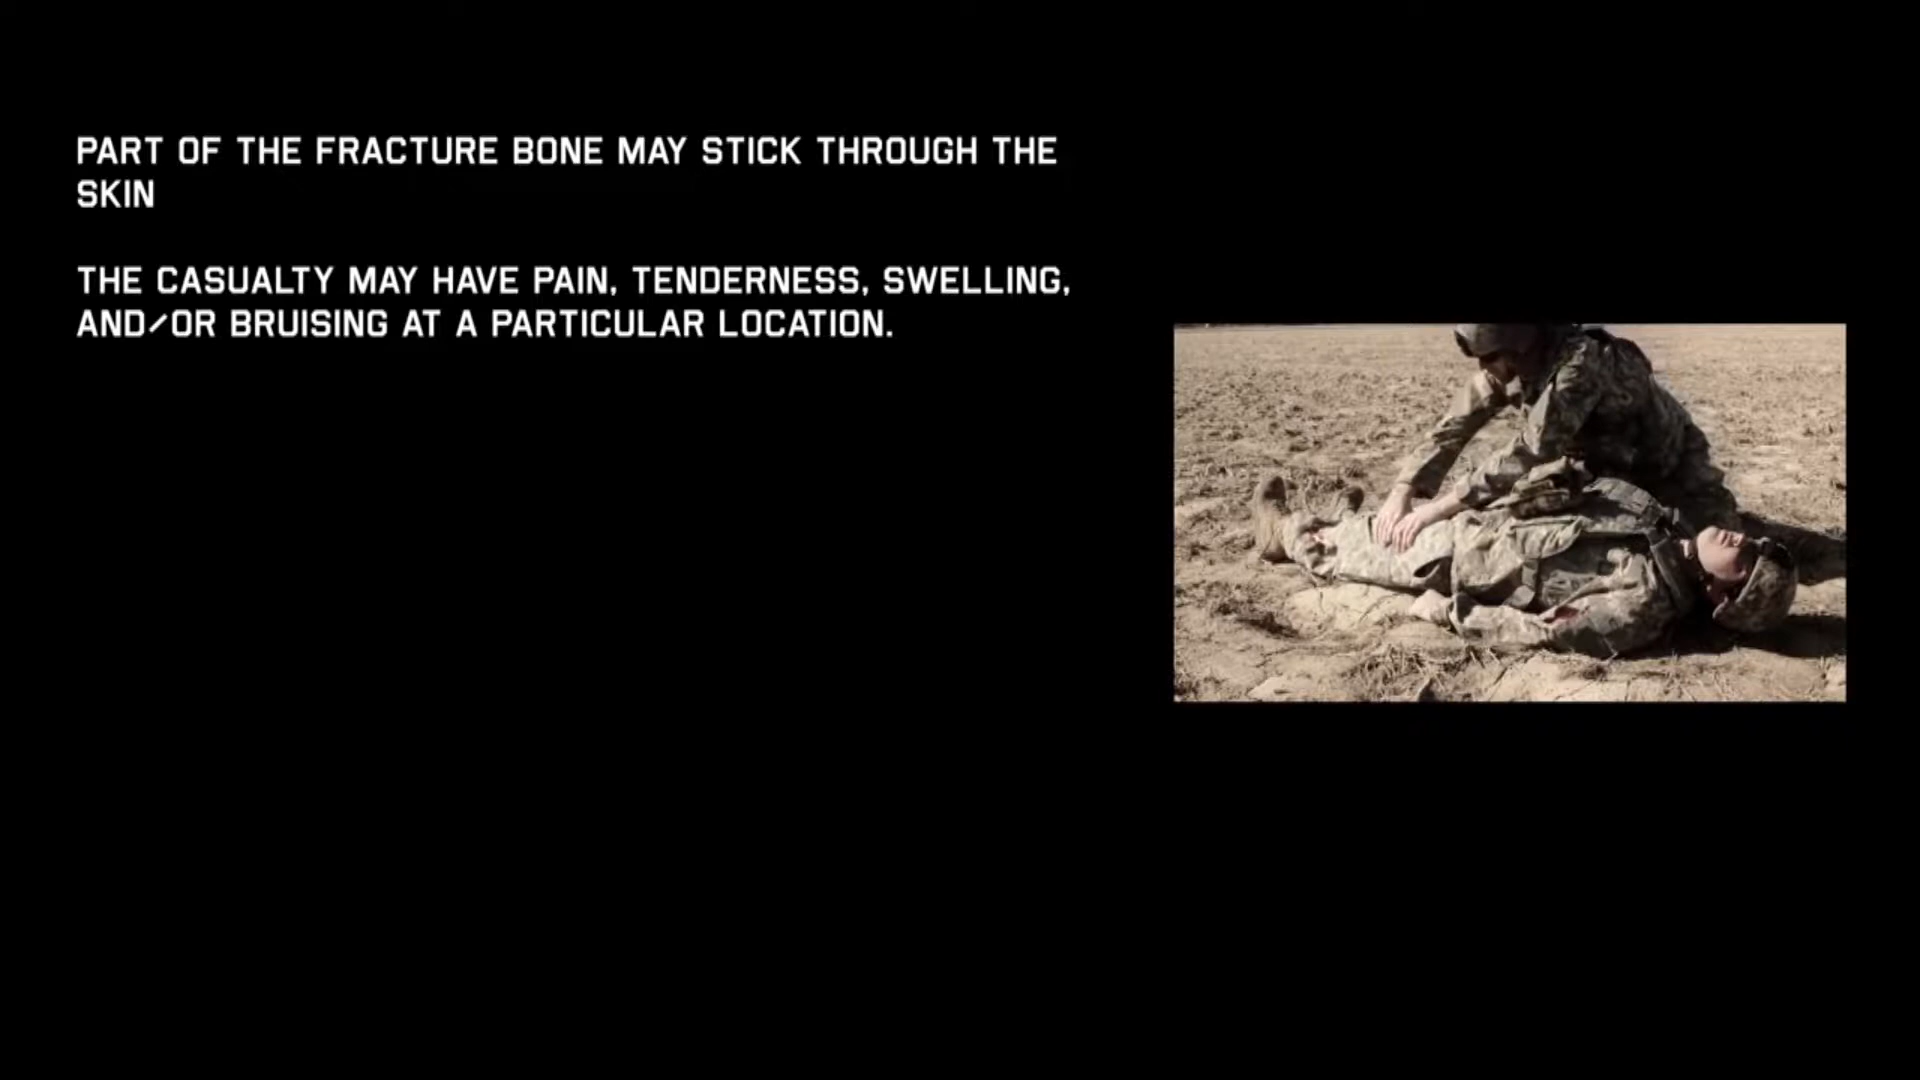 PART OF THE FRACTURE BONE MAY STICK THROUGH THE
SKIN
THE CASUALTY MAY HAVE PAIN, TENDERNESS, SWELLING,
AND/OR BRUISING AT A PARTICULAR LOCATION.